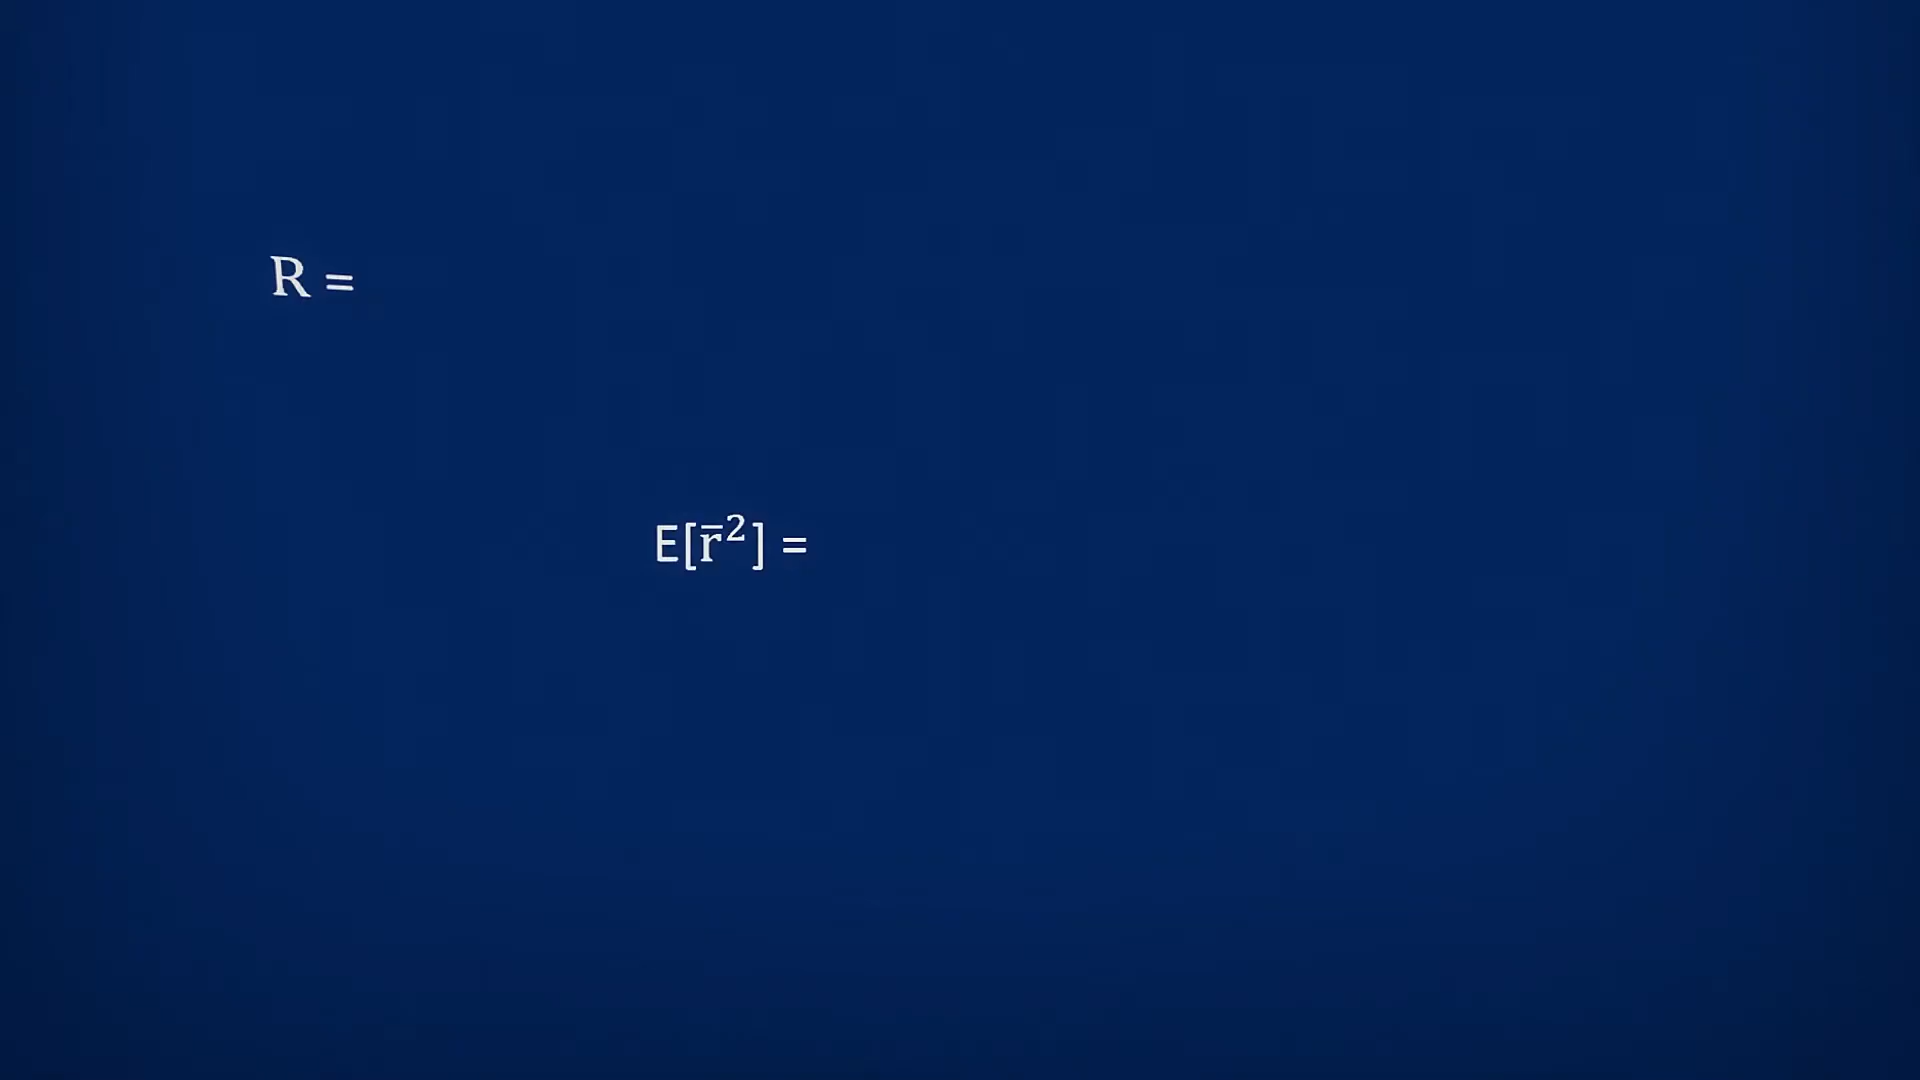 R =
E[r̄²] =